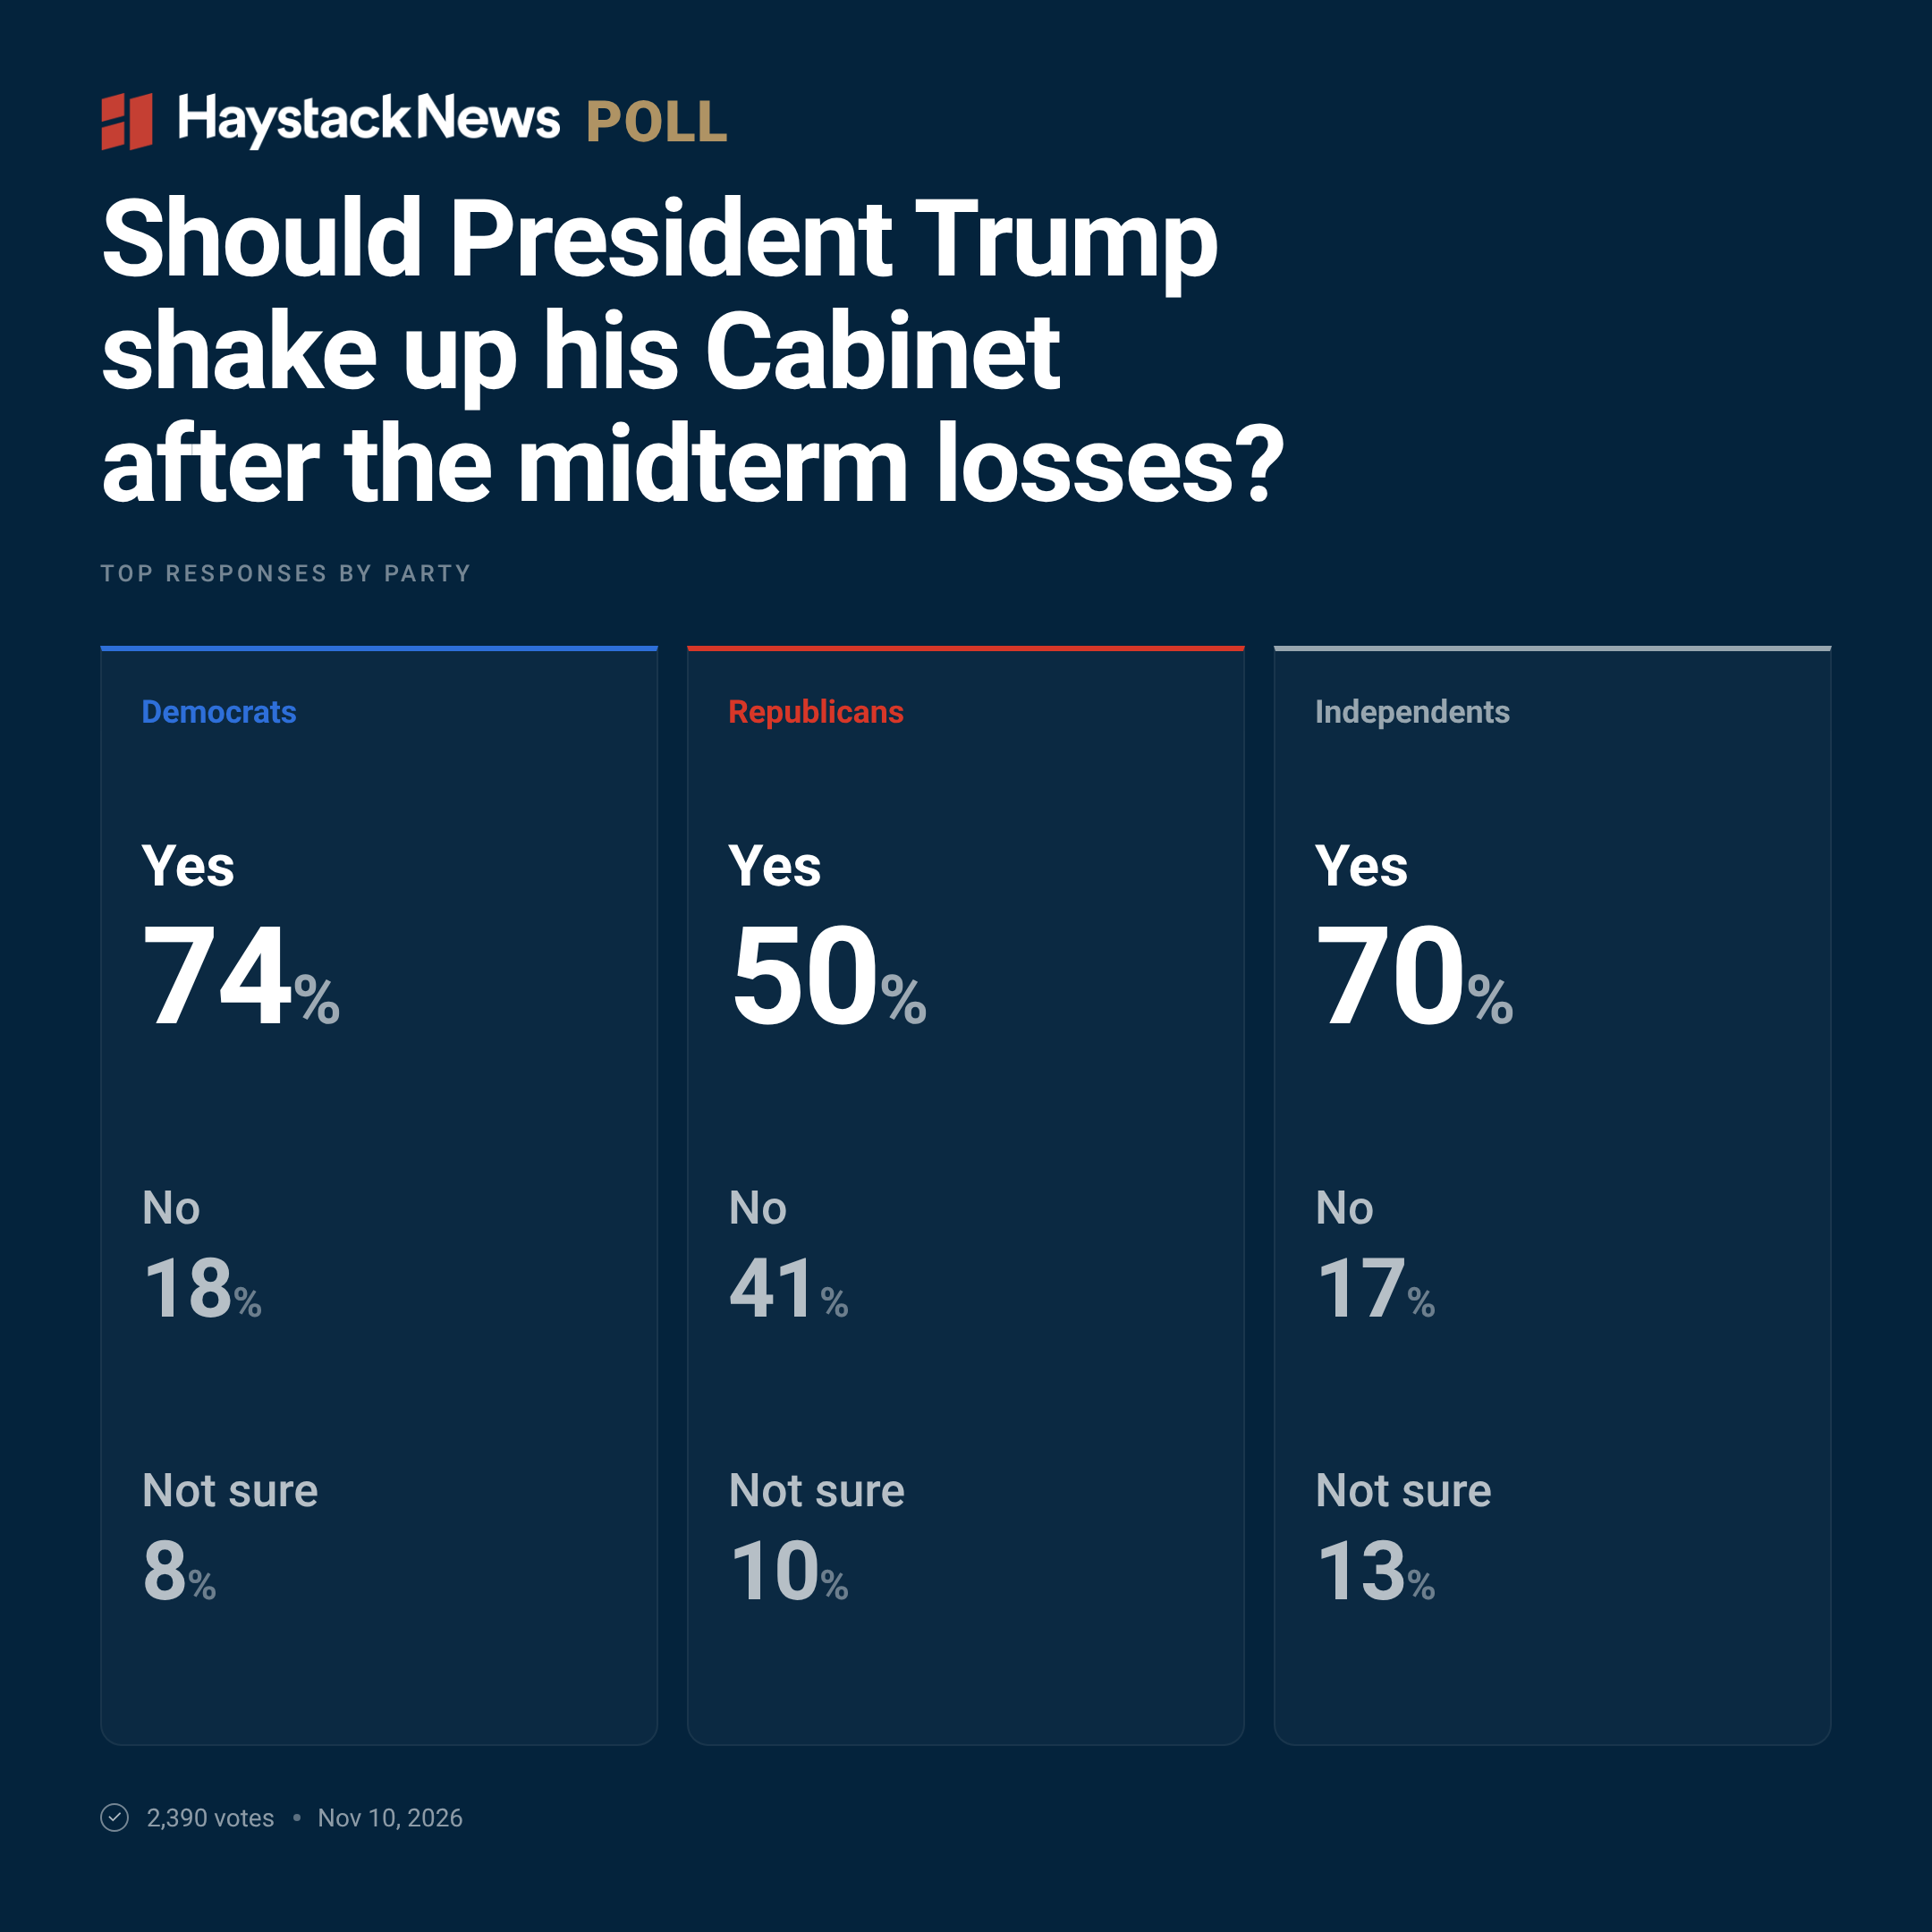 HaystackNews POLL
Should President Trump
shake up his Cabinet
after the midterm losses?
TOP RESPONSES BY PARTY
Democrats
Yes
74%
No
18%
Not sure
8%
Republicans
Yes
50%
No
41%
Not sure
10%
Independents
Yes
70%
No
17%
Not sure
13%
2,390 votes • Nov 10, 2026